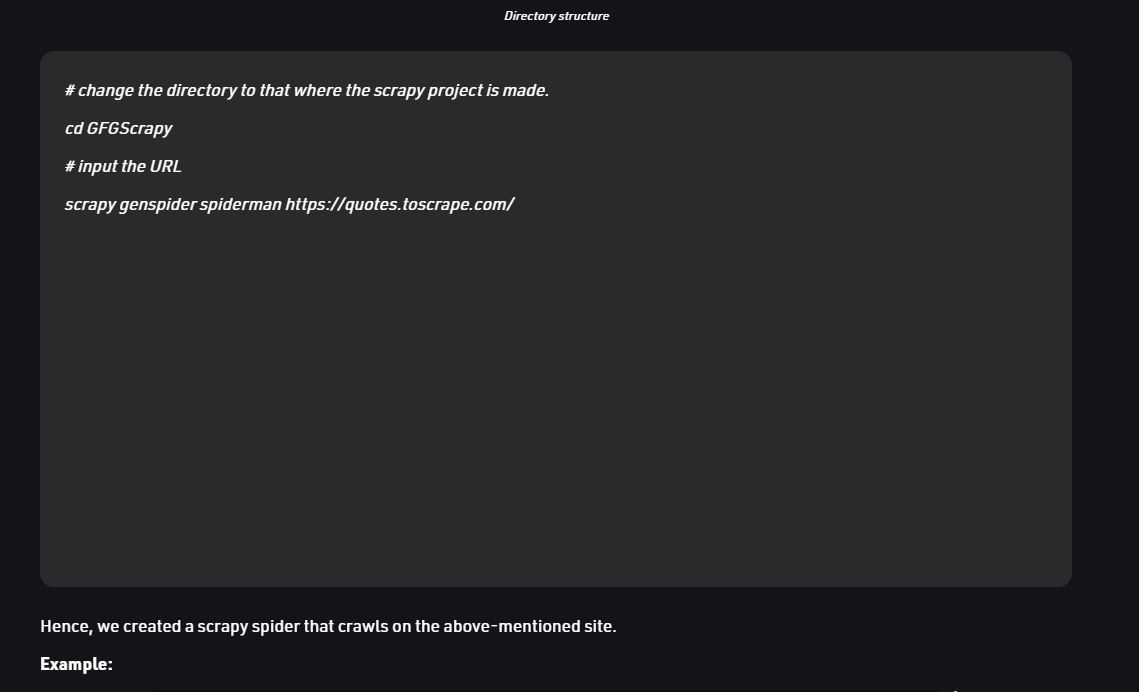 Directory structure
# change the directory to that where the scrapy project is made.
cd GFGScrapy
# input the URL
scrapy genspider spiderman https://quotes.toscrape.com/
Hence, we created a scrapy spider that crawls on the above-mentioned site.
Example: